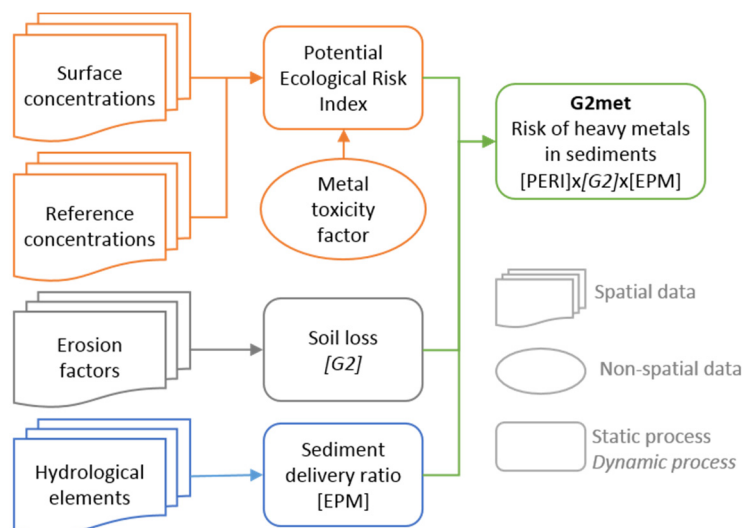 Surface
concentrations
Potential
Ecological Risk
Index
G2met
Risk of heavy metals
in sediments
[PERI]x[G2]x[EPM]
Reference
concentrations
Metal
toxicity
factor
Erosion
factors
Soil loss
[G2]
Hydrological
elements
Sediment
delivery ratio
[EPM]
Spatial data
Non-spatial data
Static process
Dynamic process